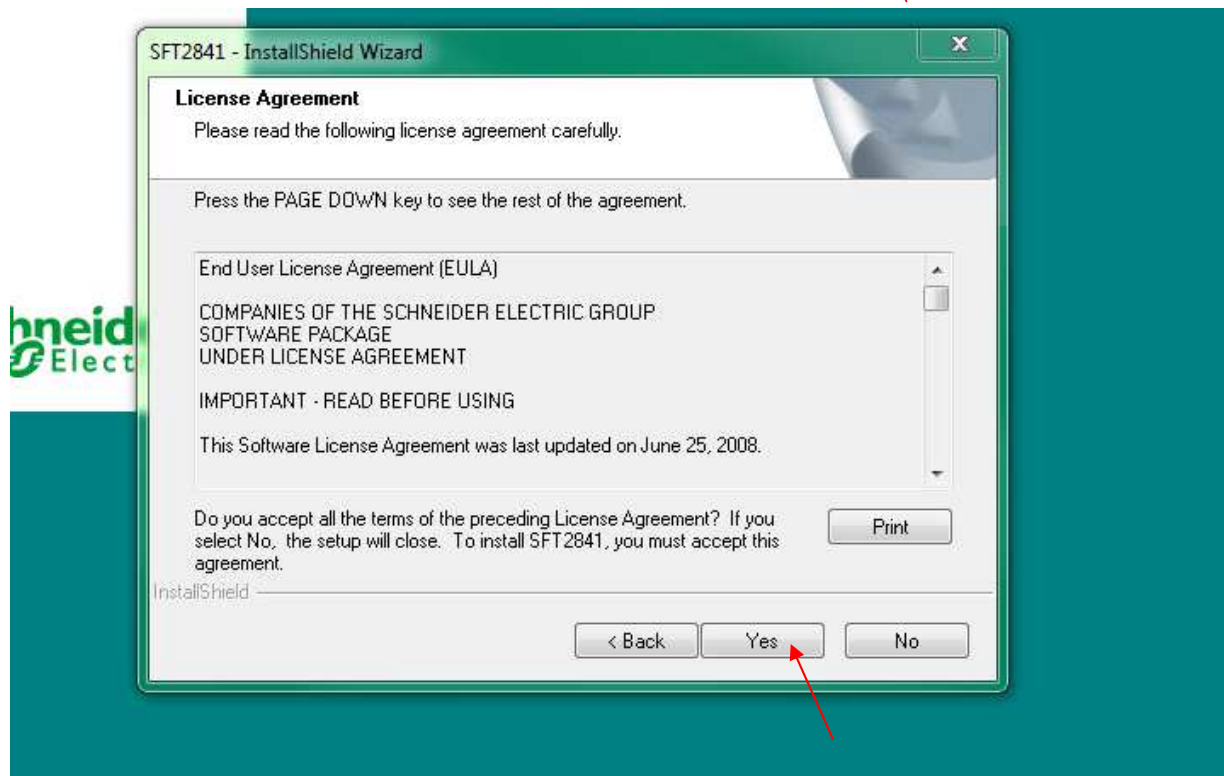 SFT2841 - InstallShield Wizard
License Agreement
Please read the following license agreement carefully.
Press the PAGE DOWN key to see the rest of the agreement.
End User License Agreement (EULA)
COMPANIES OF THE SCHNEIDER ELECTRIC GROUP
SOFTWARE PACKAGE
UNDER LICENSE AGREEMENT
IMPORTANT - READ BEFORE USING
This Software License Agreement was last updated on June 25, 2008.
hneid
Elect
Do you accept all the terms of the preceding License Agreement? If you
select No, the setup will close. To install SFT2841, you must accept this
agreement.
Print
InstallShield
< Back
Yes
No